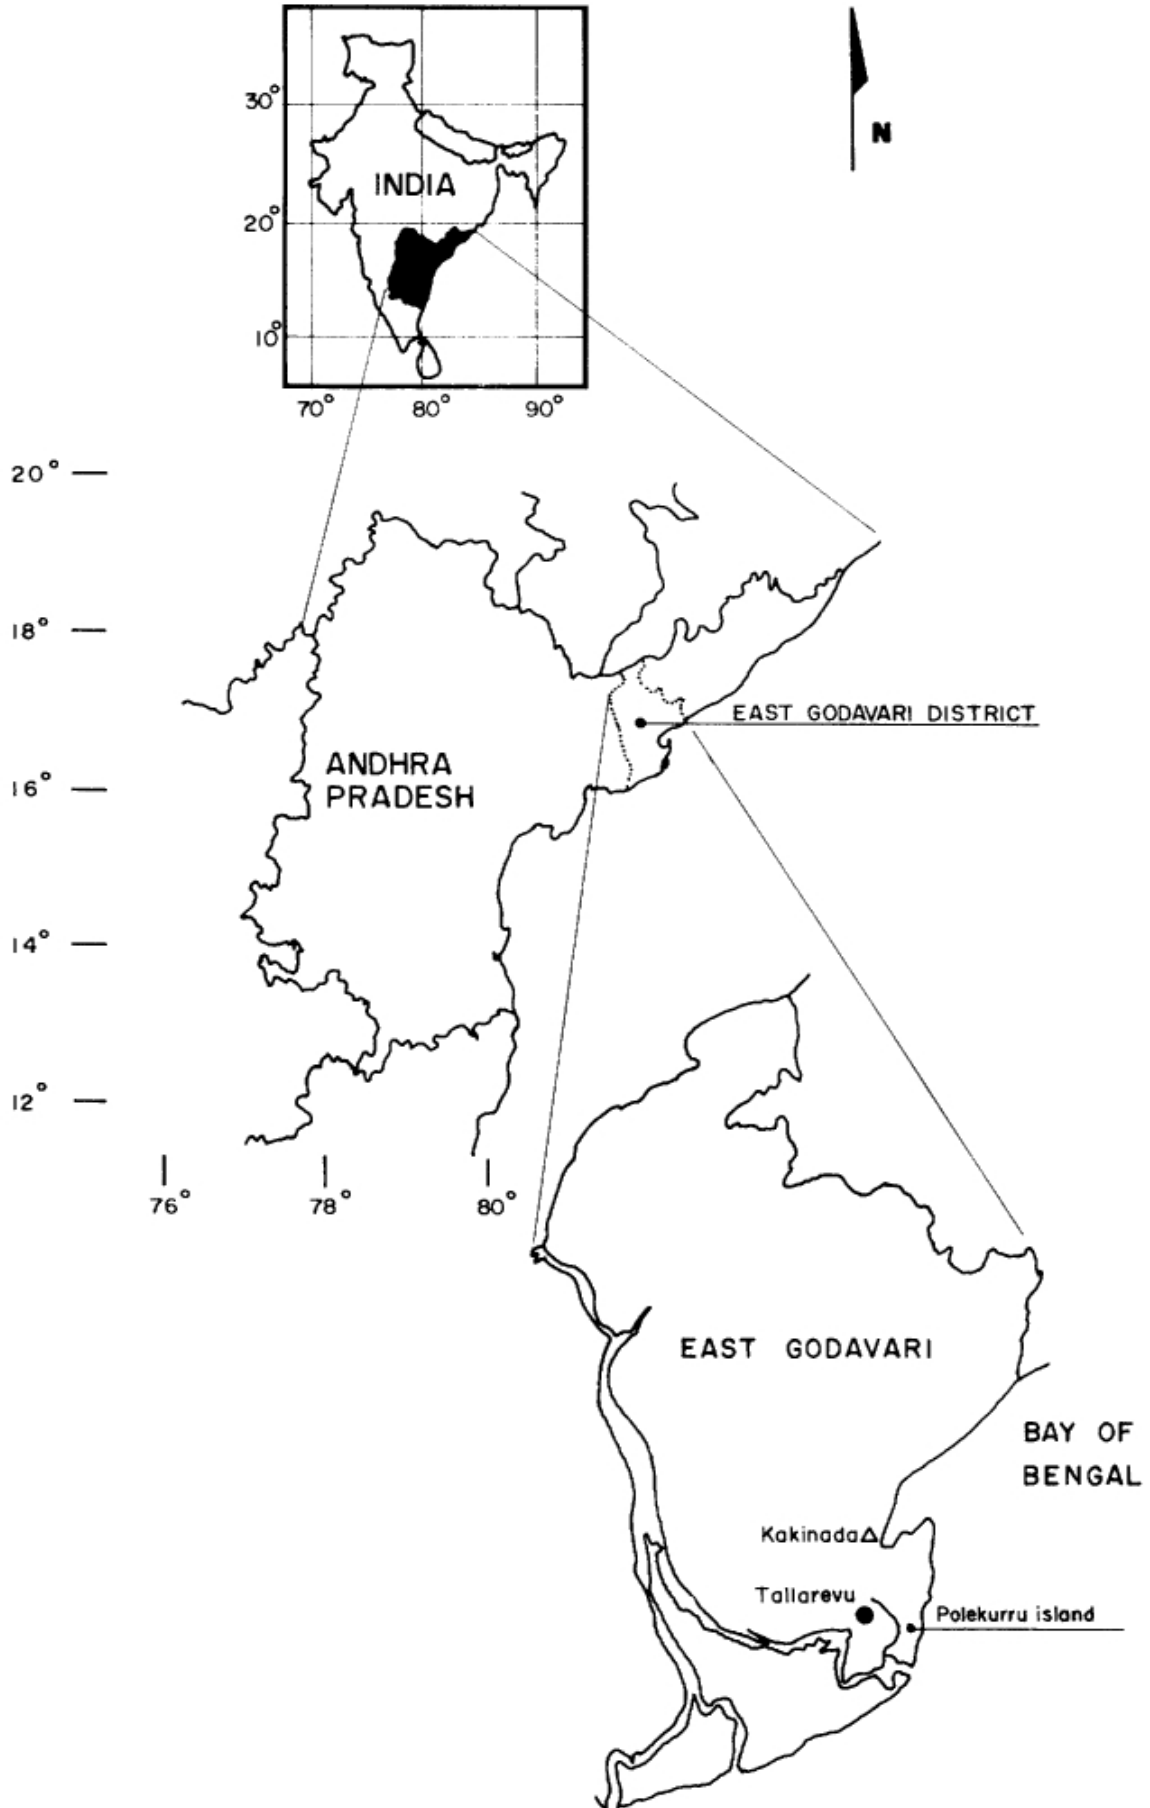 N
30°
INDIA
20°
10°
70° 80° 90°
20°
18°
EAST GODAVARI DISTRICT
ANDHRA
PRADESH
16°
14°
12°
76° 78° 80°
EAST GODAVARI
BAY OF
BENGAL
Kakinada
Tallarevu
Polekurru island